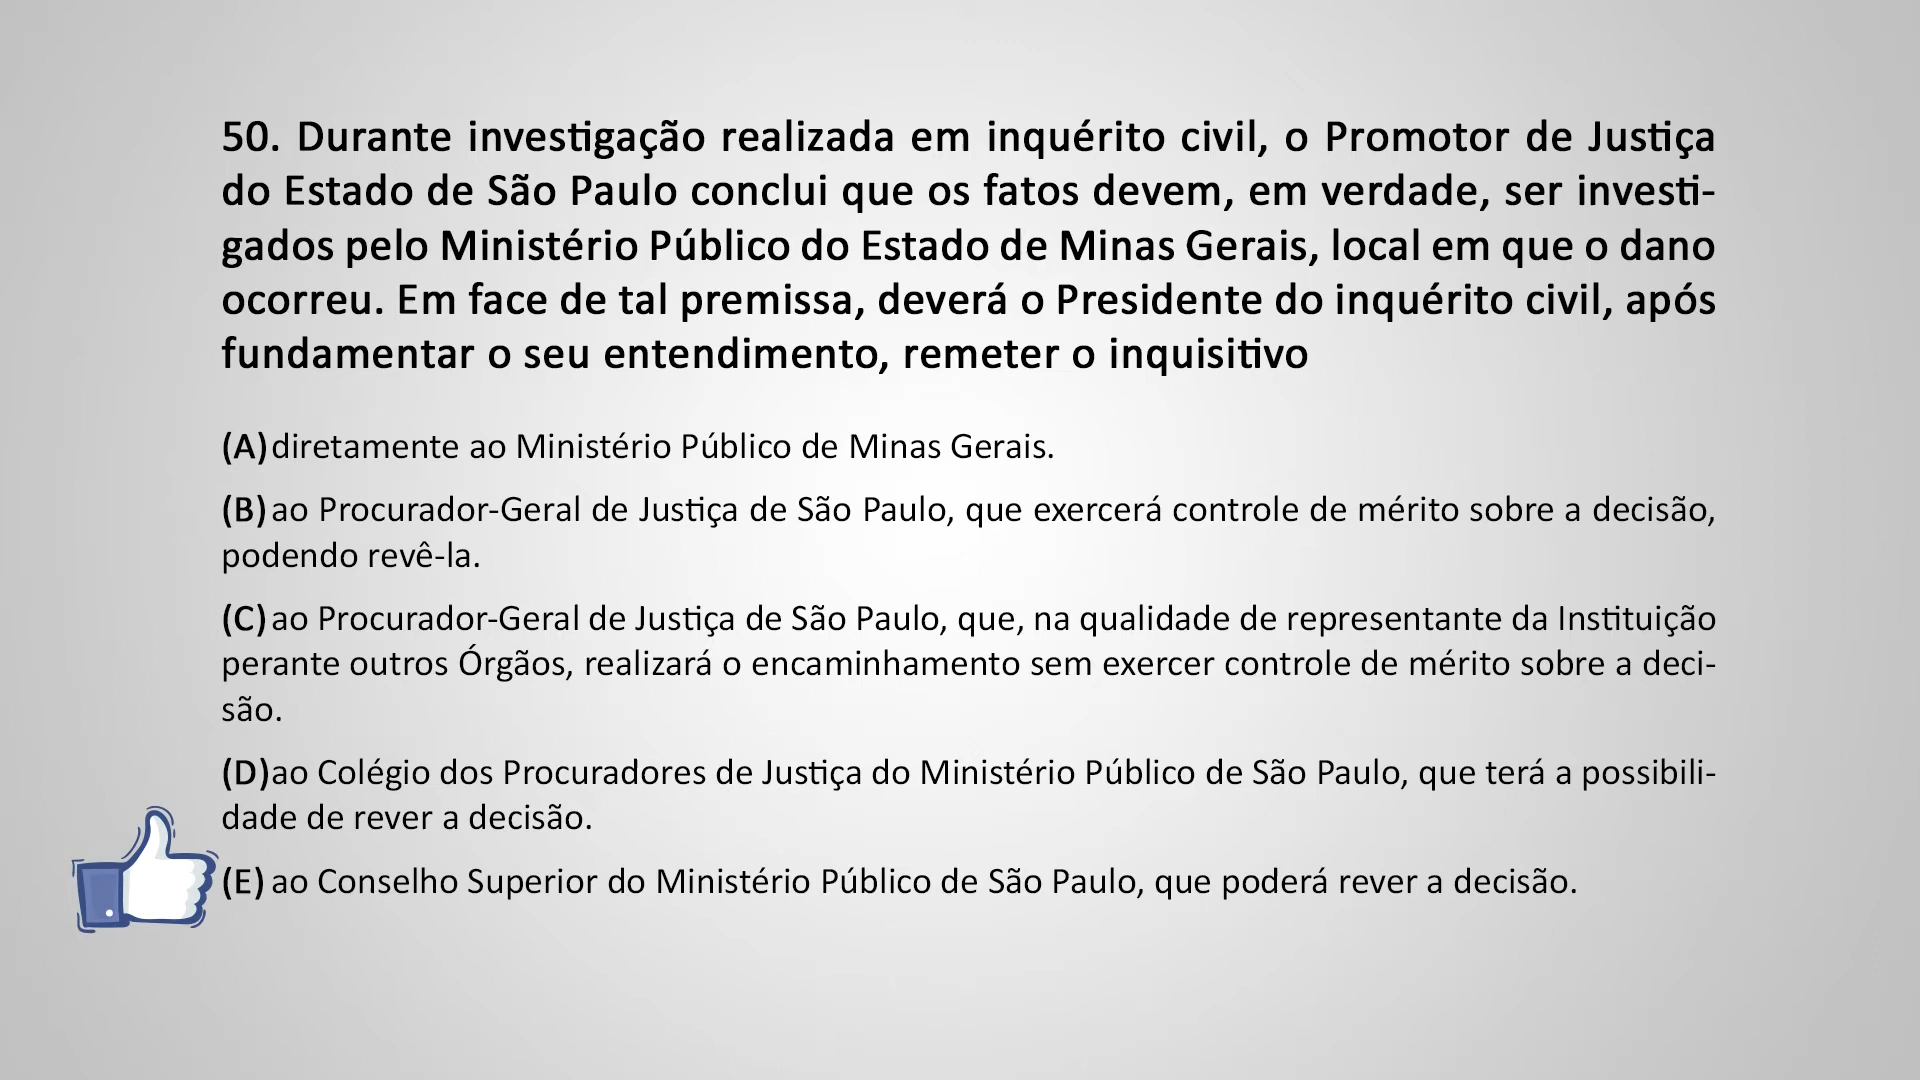 50. Durante investigação realizada em inquérito civil, o Promotor de Justiça
do Estado de São Paulo conclui que os fatos devem, em verdade, ser investi-
gados pelo Ministério Público do Estado de Minas Gerais, local em que o dano
ocorreu. Em face de tal premissa, deverá o Presidente do inquérito civil, após
fundamentar o seu entendimento, remeter o inquisitivo
(A) diretamente ao Ministério Público de Minas Gerais.
(B) ao Procurador-Geral de Justiça de São Paulo, que exercerá controle de mérito sobre a decisão,
podendo revê-la.
(C) ao Procurador-Geral de Justiça de São Paulo, que, na qualidade de representante da Instituição
perante outros Órgãos, realizará o encaminhamento sem exercer controle de mérito sobre a deci-
são.
(D) ao Colégio dos Procuradores de Justiça do Ministério Público de São Paulo, que terá a possibili-
dade de rever a decisão.
(E) ao Conselho Superior do Ministério Público de São Paulo, que poderá rever a decisão.